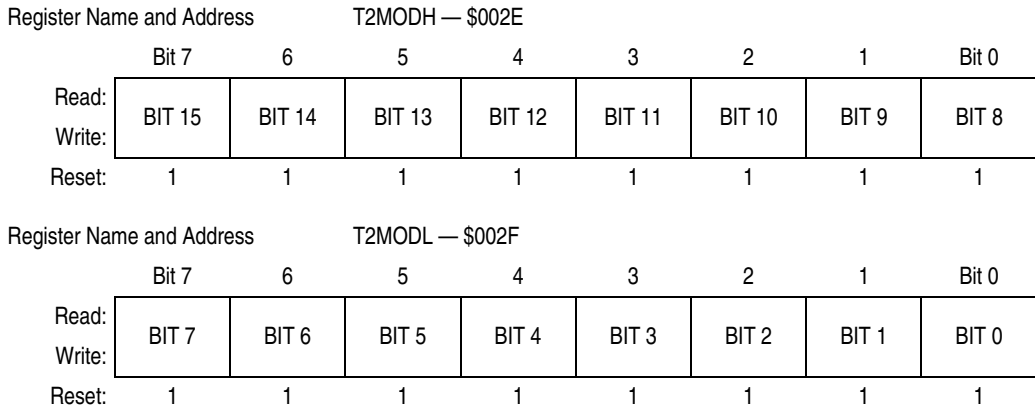 Register Name and Address T2MODH — $002E
Bit 7 6 5 4 3 2 1 Bit 0
Read:
BIT 15 BIT 14 BIT 13 BIT 12 BIT 11 BIT 10 BIT 9 BIT 8
Write:
Reset: 1 1 1 1 1 1 1 1
Register Name and Address T2MODL — $002F
Bit 7 6 5 4 3 2 1 Bit 0
Read:
BIT 7 BIT 6 BIT 5 BIT 4 BIT 3 BIT 2 BIT 1 BIT 0
Write:
Reset: 1 1 1 1 1 1 1 1